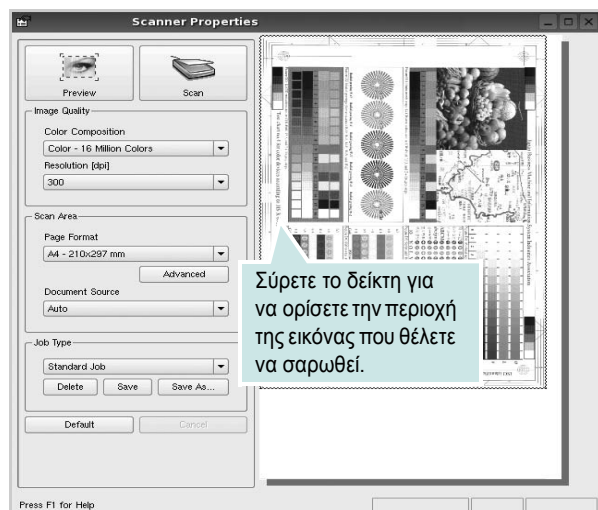 Scanner Properties
Preview
Scan
Image Quality
Color Composition
Color - 16 Million Colors
Resolution [dpi]
300
Scan Area
Page Format
A4 - 210x297 mm
Advanced
Document Source
Auto
Job Type
Standard Job
Delete
Save
Save As...
Default
Cancel
Press F1 for Help
Σύρετε το δείκτη για
να ορίσετε την περιοχή
της εικόνας που θέλετε
να σαρωθεί.